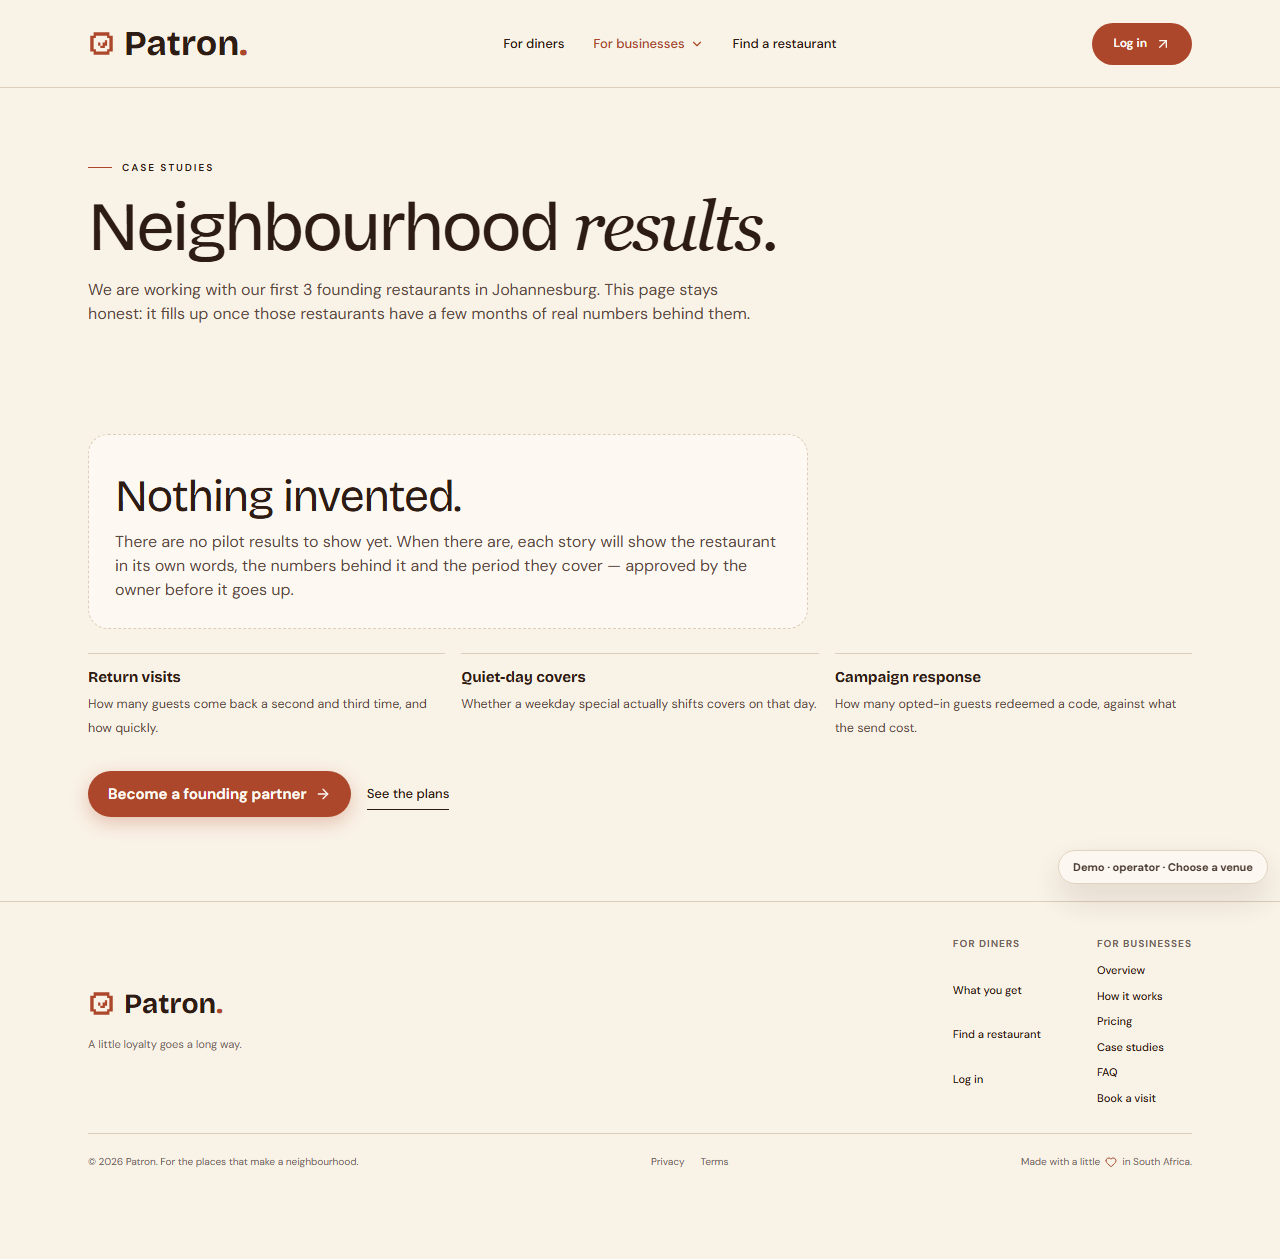 Patron.
For diners
For businesses
Find a restaurant
Log in
CASE STUDIES
Neighbourhood results.
We are working with our first 3 founding restaurants in Johannesburg. This page stays
honest: it fills up once those restaurants have a few months of real numbers behind them.
Nothing invented.
There are no pilot results to show yet. When there are, each story will show the restaurant
in its own words, the numbers behind it and the period they cover — approved by the
owner before it goes up.
Return visits
How many guests come back a second and third time, and
how quickly.
Quiet-day covers
Whether a weekday special actually shifts covers on that day.
Campaign response
How many opted-in guests redeemed a code, against what
the send cost.
Become a founding partner
See the plans
Demo · operator · Choose a venue
Patron.
A little loyalty goes a long way.
FOR DINERS
What you get
Find a restaurant
Log in
FOR BUSINESSES
Overview
How it works
Pricing
Case studies
FAQ
Book a visit
© 2026 Patron. For the places that make a neighbourhood.
Privacy
Terms
Made with a little in South Africa.